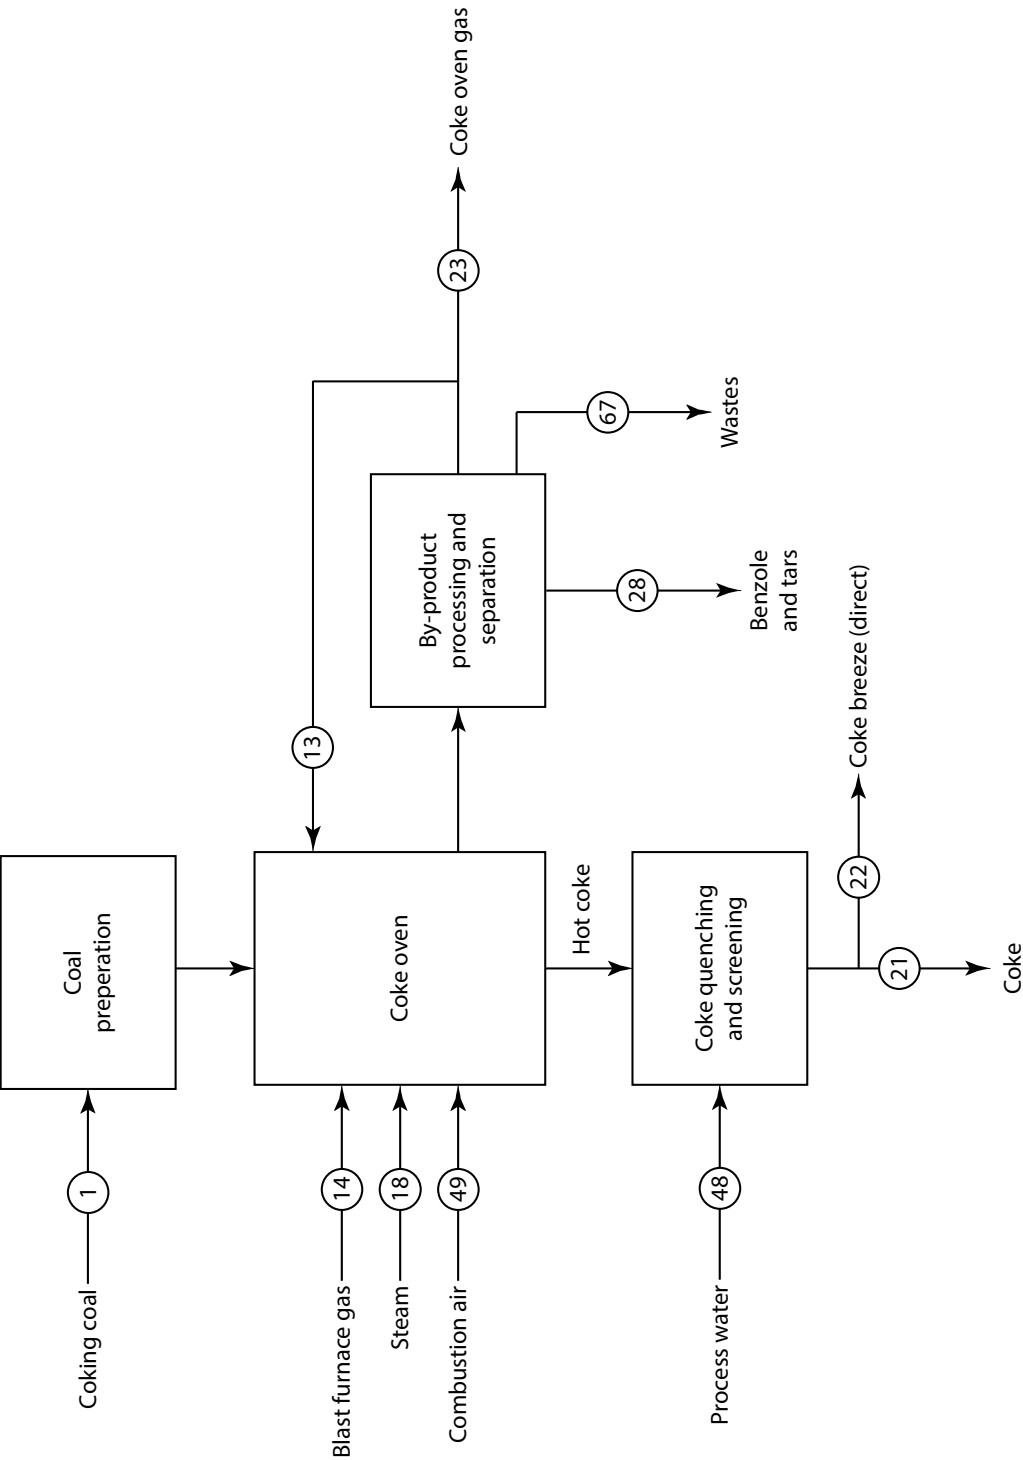 Coking coal
1
Coal
preperation
13
Blast furnace gas
14
Steam
18
Combustion air
49
Coke oven
By-product
processing and
separation
23
Coke oven gas
Hot coke
67
Wastes
28
Benzole
and tars
Process water
48
Coke quenching
and screening
22
Coke breeze (direct)
21
Coke